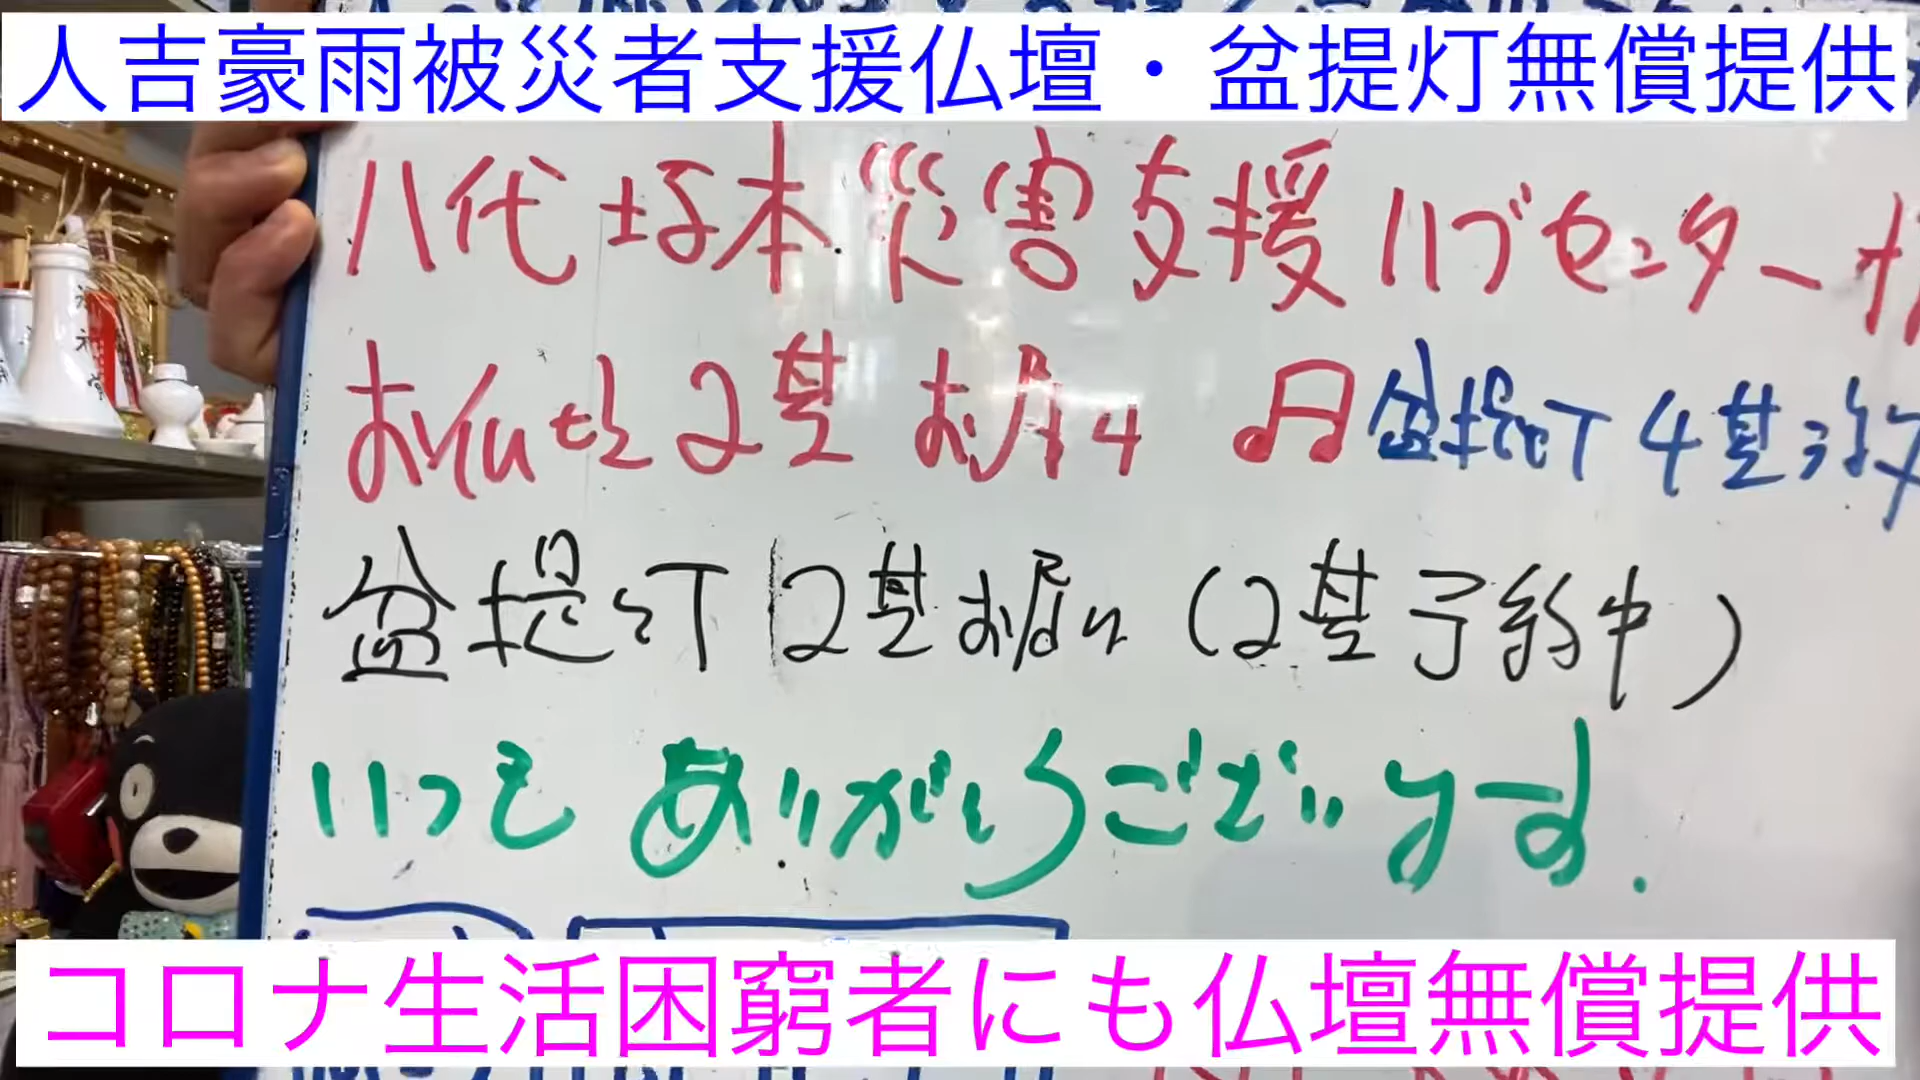 人吉豪雨被災者支援仏壇・盆提灯無償提供
八代坂本災害支援ハブセンター
お仏壇2基お届け 盆提灯4基
盆提灯2基お届け(2基予約中)
いつもありがとうございます.
コロナ生活困窮者にも仏壇無償提供